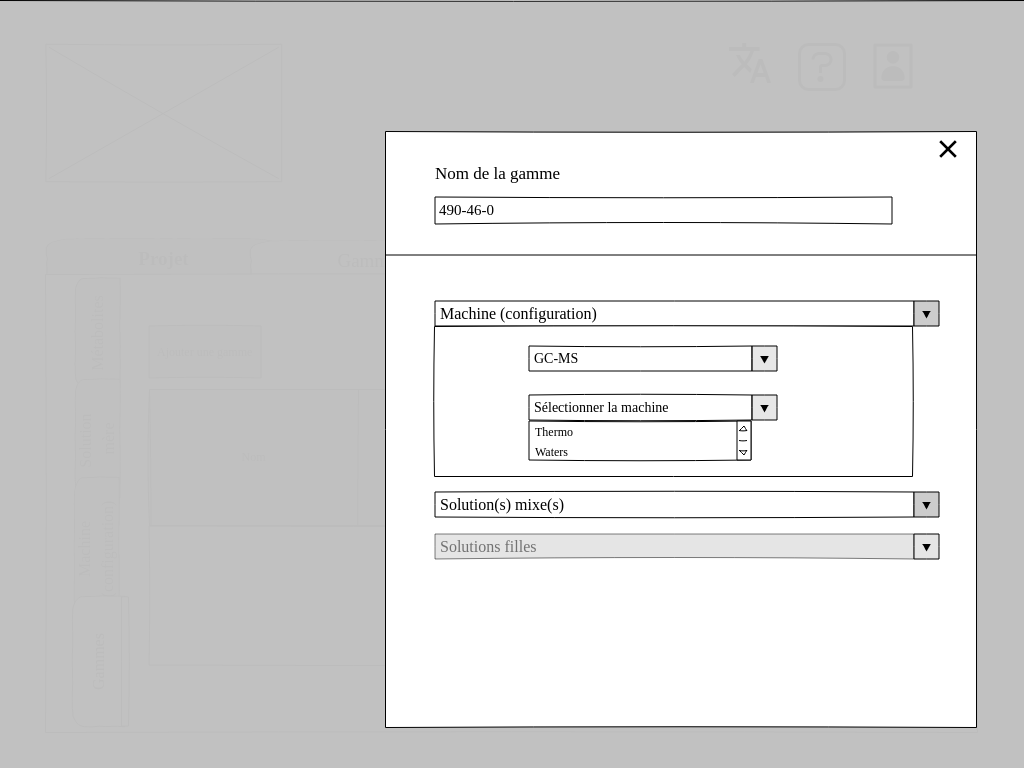 Nom de la gamme
490-46-0
Projet
Machine (configuration)
GC-MS
Sélectionner la machine
Thermo
Waters
Solution(s) mixe(s)
Solutions filles